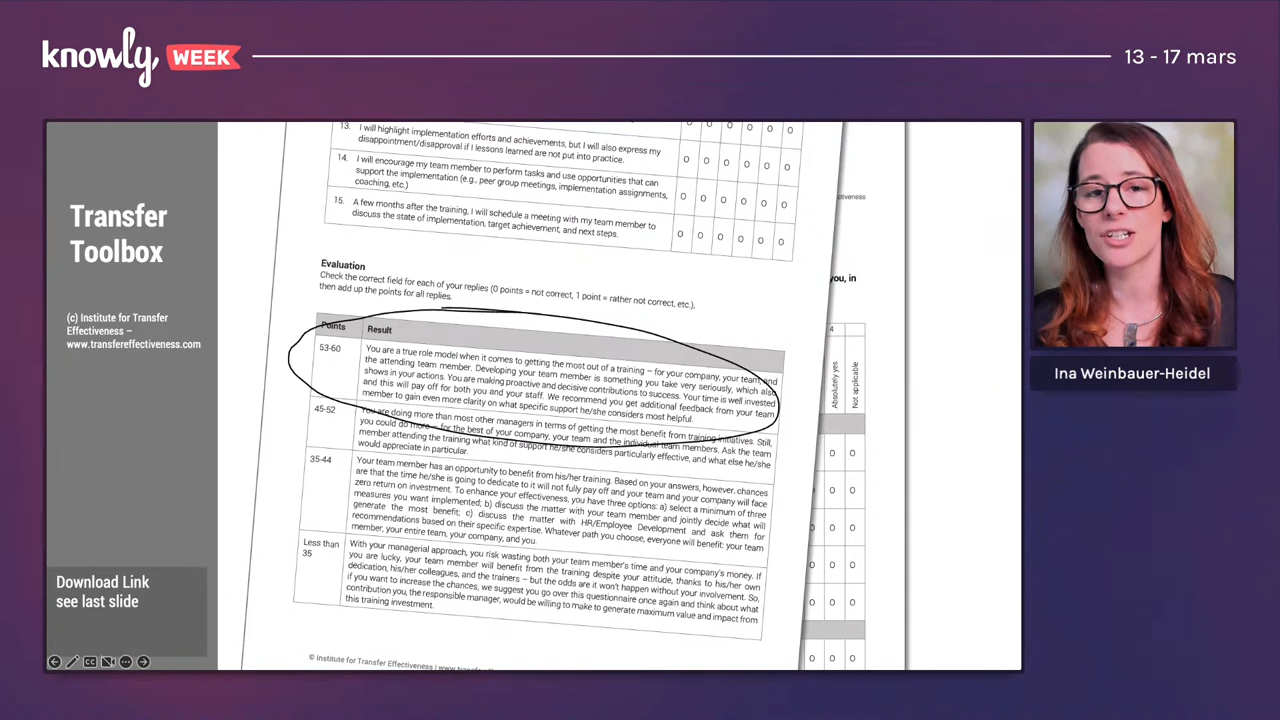 knowly WEEK
13 - 17 mars
Transfer
Toolbox
(c) Institute for Transfer
Effectiveness –
www.transfereffectiveness.com
Download Link
see last slide
13. I will highlight implementation efforts and achievements, but I will also express my
disappointment/disapproval if lessons learned are not put into practice.
14. I will encourage my team member to perform tasks and use opportunities that can
support the implementation (e.g., peer group meetings, implementation assignments,
coaching, etc.)
15. A few months after the training, I will schedule a meeting with my team member to
discuss the state of implementation, target achievement, and next steps.
Evaluation
Check the correct field for each of your replies (0 points = not correct, 1 point = rather not correct, etc.),
then add up the points for all replies.
Points Result
53-60 You are a true role model when it comes to getting the most out of a training – for your company, your team, and
the attending team member. Developing your team member is something you take very seriously, which also
shows in your actions. You are making proactive and decisive contributions to success. Your time is well invested
and this will pay off for both you and your staff. We recommend you get additional feedback from your team
member to gain even more clarity on what specific support he/she considers most helpful.
45-52 You are doing more than most other managers in terms of getting the most benefit from training initiatives. Still,
you could do more – for the best of your company, your team and the individual team members. Ask the team
member attending the training what kind of support he/she considers particularly effective, and what else he/she
would appreciate in particular.
35-44 Your team member has an opportunity to benefit from his/her training. Based on your answers, however, chances
are that the time he/she is going to dedicate to it will not fully pay off and your team and your company will face
zero return on investment. To enhance your effectiveness, you have three options: a) select a minimum of three
measures you want implemented; b) discuss the matter with your team member and jointly decide what will
generate the most benefit; c) discuss the matter with HR/Employee Development and ask them for
recommendations based on their specific expertise. Whatever path you choose, everyone will benefit: your team
member, your entire team, your company, and you.
Less than
35 With your managerial approach, you risk wasting both your team member's time and your company's money. If
you are lucky, your team member will benefit from the training despite your attitude, thanks to his/her own
dedication, his/her colleagues, and the trainers – but the odds are it won't happen without your involvement. So,
if you want to increase the chances, we suggest you go over this questionnaire once again and think about what
contribution you, the responsible manager, would be willing to make to generate maximum value and impact from
this training investment.
© Institute for Transfer Effectiveness
you, in
4
Absolutely yes
Not applicable
Ina Weinbauer-Heidel